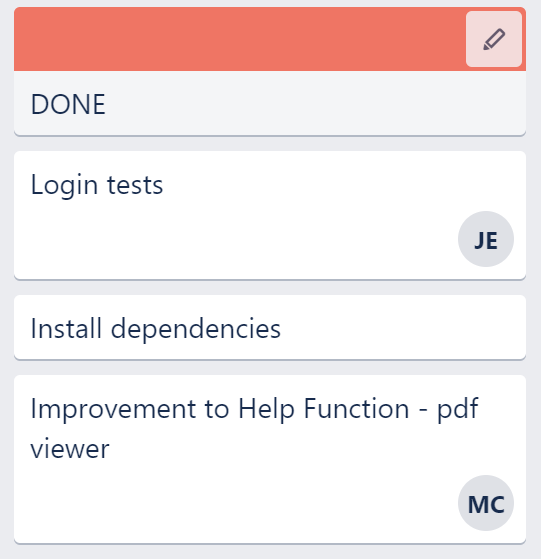 DONE
Login tests
JE
Install dependencies
Improvement to Help Function - pdf
viewer
MC